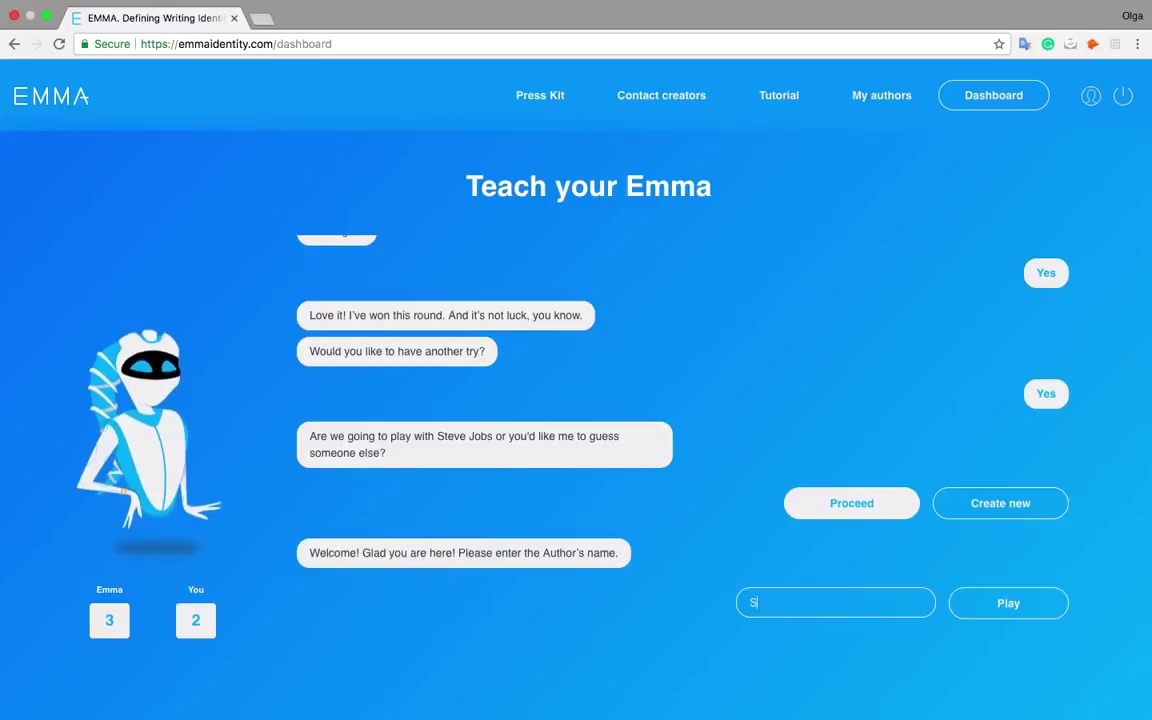 EMMA. Defining Writing Identi
Olga
Secure https://emmaidentity.com/dashboard
EMMA
Press Kit
Contact creators
Tutorial
My authors
Dashboard
Teach your Emma
Yes
Love it! I've won this round. And it's not luck, you know.
Would you like to have another try?
Yes
Are we going to play with Steve Jobs or you'd like me to guess
someone else?
Proceed
Create new
Welcome! Glad you are here! Please enter the Author's name.
S
Play
Emma
You
3
2